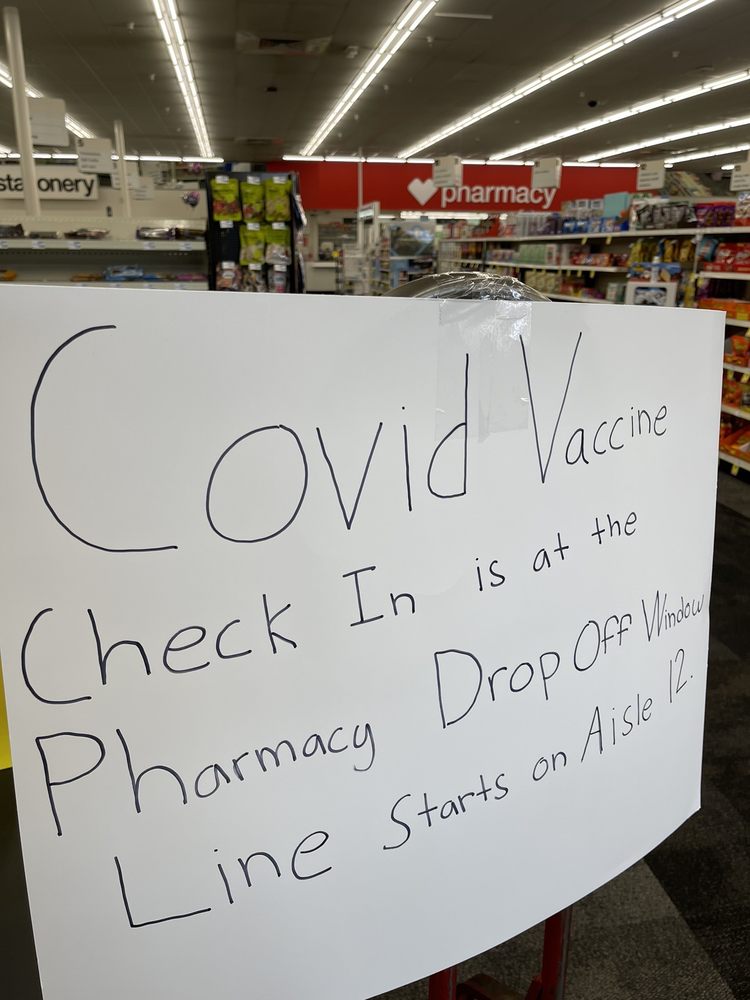 stationery
pharmacy
Covid Vaccine
Check In is at the
Pharmacy Drop Off Window
Line Starts on Aisle 12.